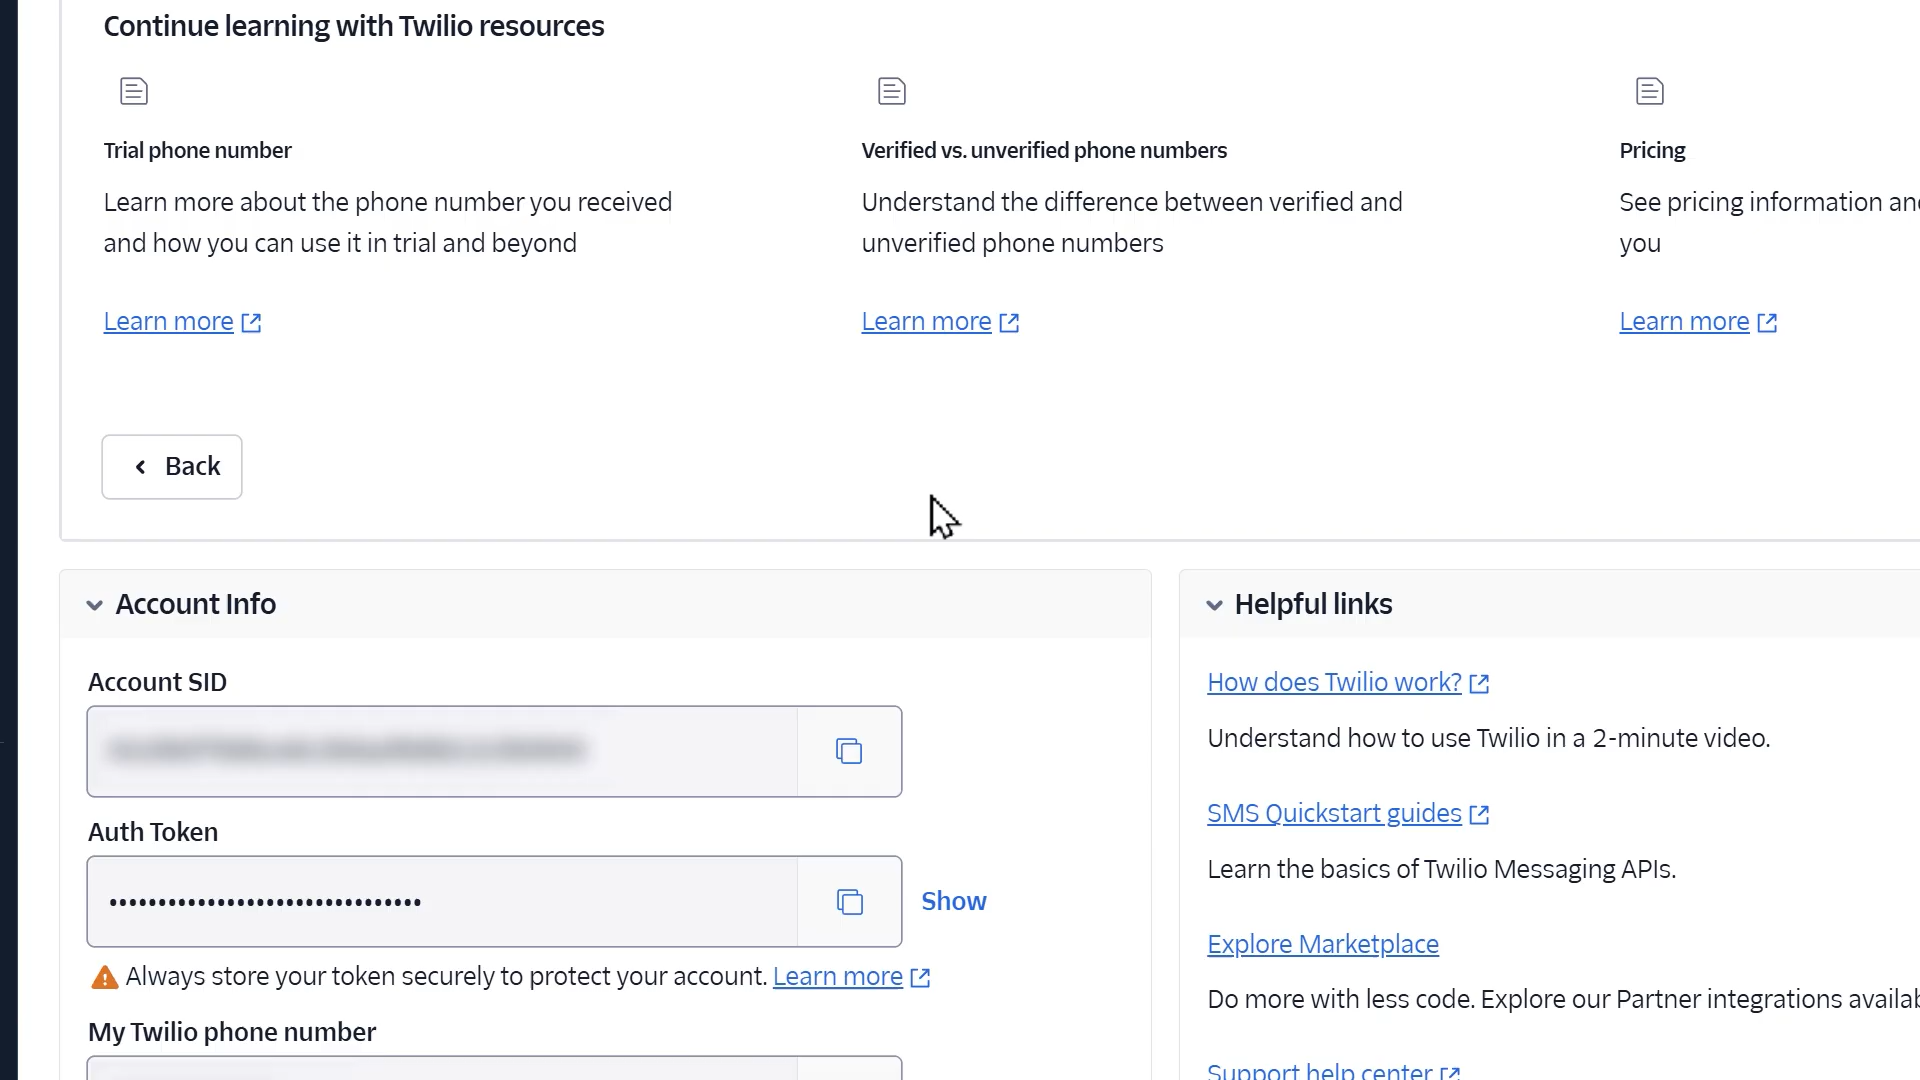 Continue learning with Twilio resources
Trial phone number
Learn more about the phone number you received
and how you can use it in trial and beyond
Learn more
Verified vs. unverified phone numbers
Understand the difference between verified and
unverified phone numbers
Learn more
Pricing
See pricing information
you
Learn more
Back
Account Info
Account SID
Auth Token
••••••••••••••••••••••••••••••••
Show
Always store your token securely to protect your account. Learn more
My Twilio phone number
Helpful links
How does Twilio work?
Understand how to use Twilio in a 2-minute video.
SMS Quickstart guides
Learn the basics of Twilio Messaging APIs.
Explore Marketplace
Do more with less code. Explore our Partner integrations
Support help center